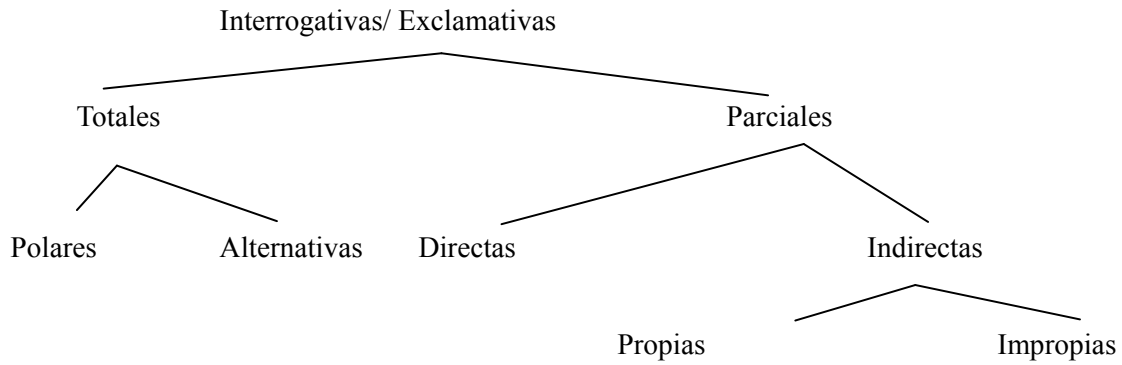 Interrogativas/ Exclamativas
Totales Parciales
Polares Alternativas Directas Indirectas
Propias Impropias